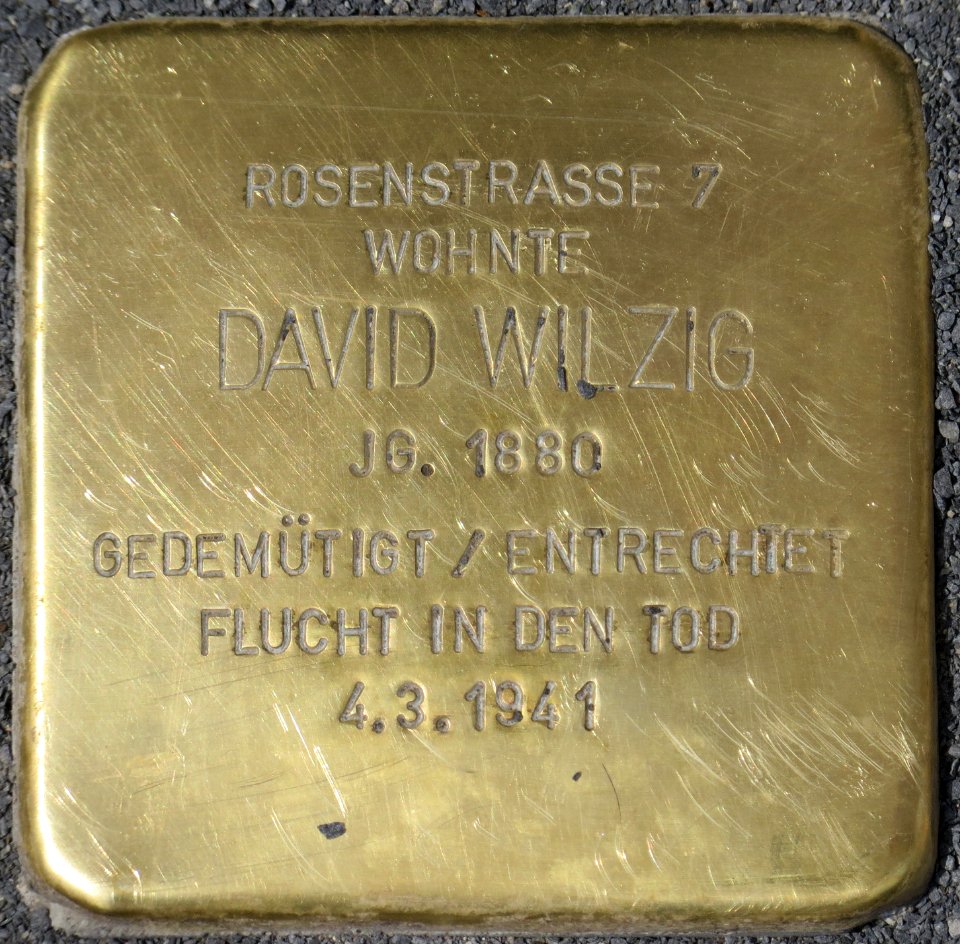 ROSENSTRASSE 7
WOHNTE
DAVID WILZIG
JG. 1880
GEDEMÜTIGT / ENTRECHTET
FLUCHT IN DEN TOD
4.3.1941